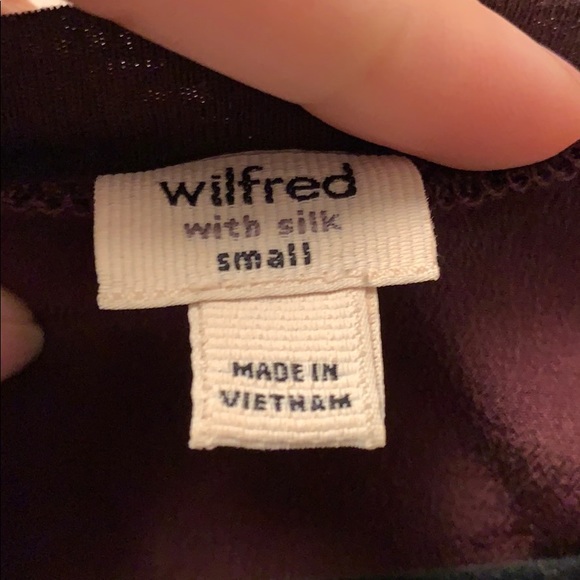 wilfred
with silk
small
MADE IN
VIETNAM